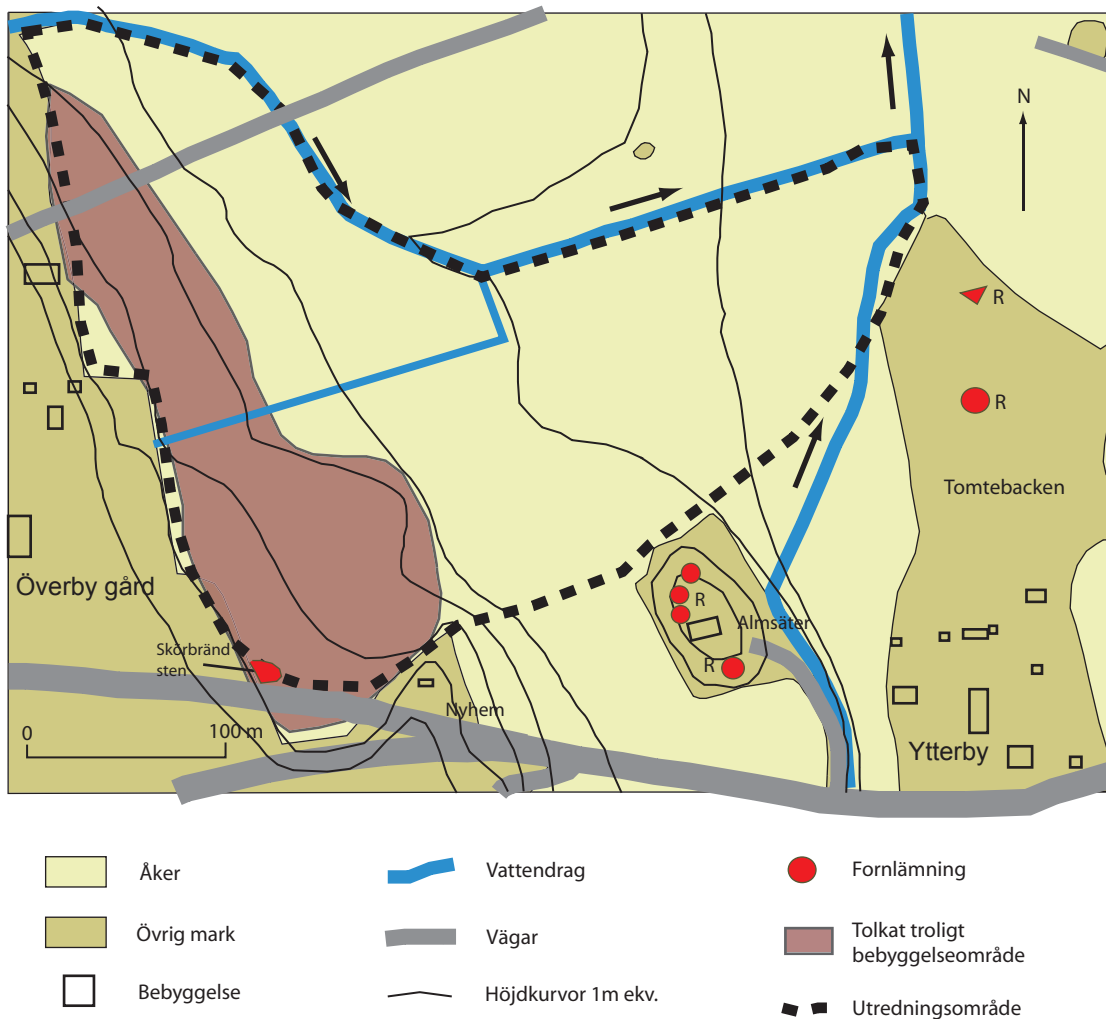 N
R
R
Tomtebacken
Överby gård
R
Almsäter
Skörbränd
sten
R
Nyhem
0 100 m
Ytterby
Åker
Vattendrag
Fornlämning
Övrig mark
Vägar
Tolkat troligt
bebyggelseområde
Bebyggelse
Höjdkurvor 1m ekv.
Utredningsområde